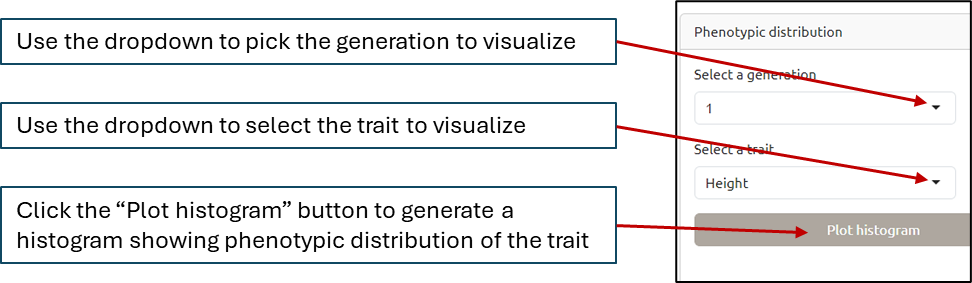 Use the dropdown to pick the generation to visualize
Use the dropdown to select the trait to visualize
Click the “Plot histogram” button to generate a
histogram showing phenotypic distribution of the trait
Phenotypic distribution
Select a generation
1
Select a trait
Height
Plot histogram